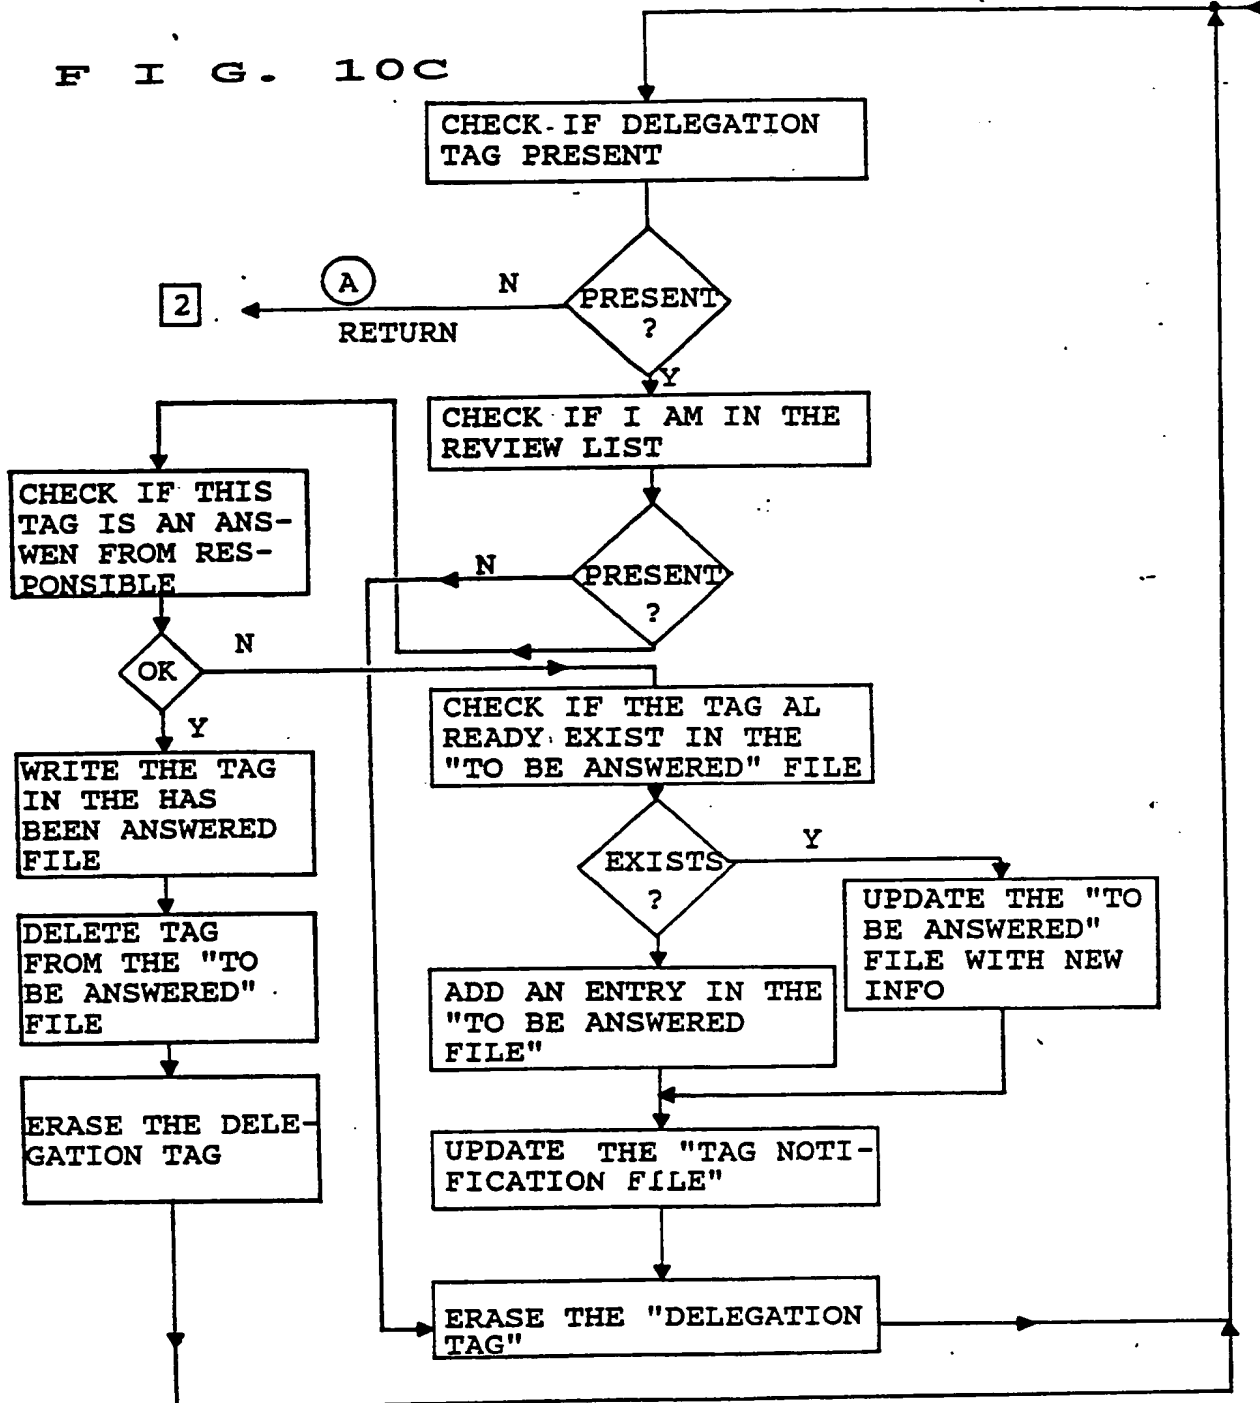 F I G. 10C
CHECK IF DELEGATION
TAG PRESENT
PRESENT
?
N
A
RETURN
2
Y
CHECK IF I AM IN THE
REVIEW LIST
PRESENT
?
N
CHECK IF THIS
TAG IS AN ANS-
WEN FROM RES-
PONSIBLE
OK
N
Y
WRITE THE TAG
IN THE HAS
BEEN ANSWERED
FILE
DELETE TAG
FROM THE "TO
BE ANSWERED"
FILE
ERASE THE DELE-
GATION TAG
CHECK IF THE TAG AL
READY EXIST IN THE
"TO BE ANSWERED" FILE
EXISTS
?
Y
UPDATE THE "TO
BE ANSWERED"
FILE WITH NEW
INFO
ADD AN ENTRY IN THE
"TO BE ANSWERED
FILE"
UPDATE THE "TAG NOTI-
FICATION FILE"
ERASE THE "DELEGATION
TAG"